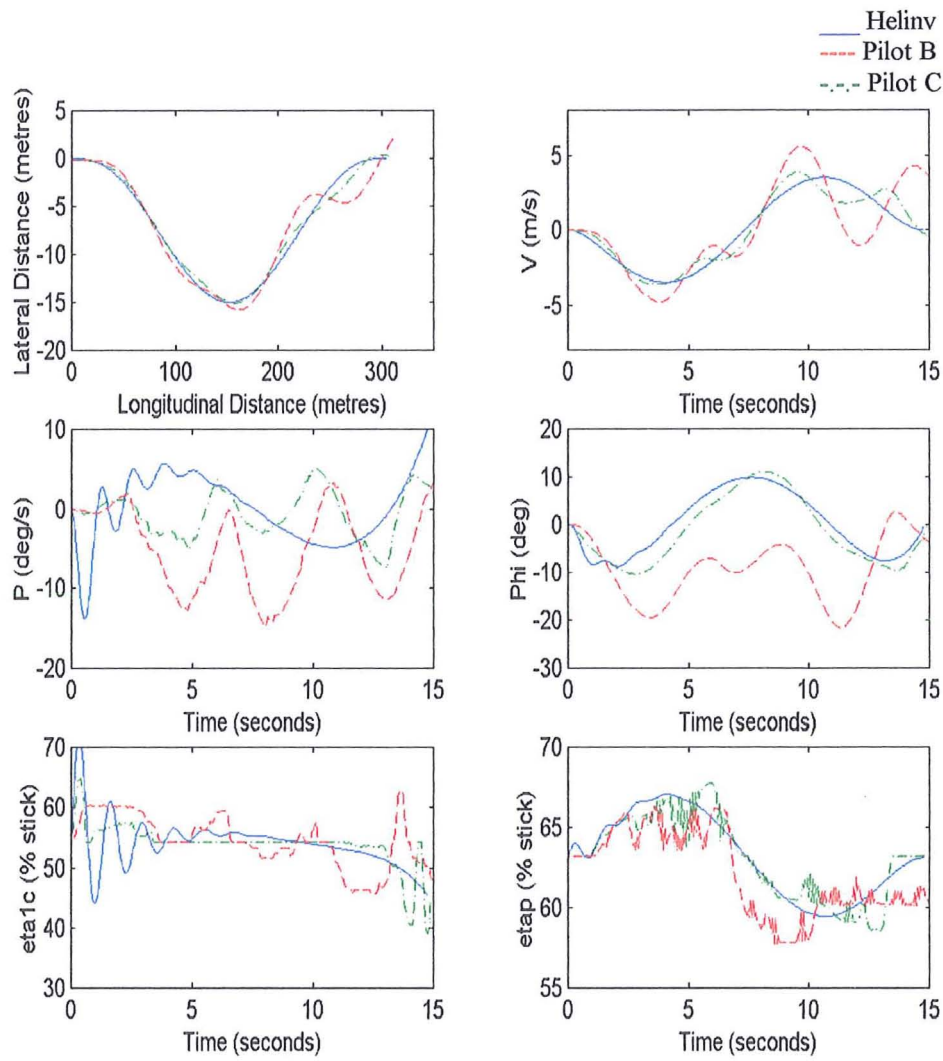 Helinv
Pilot B
Pilot C
5
0
-5
-10
-15
-20
Lateral Distance (metres)
0 100 200 300
Longitudinal Distance (metres)
5
0
-5
V (m/s)
0 5 10 15
Time (seconds)
10
0
-10
-20
P (deg/s)
0 5 10 15
Time (seconds)
20
10
0
-10
-20
-30
Phi (deg)
0 5 10 15
Time (seconds)
70
60
50
40
30
eta1c (% stick)
0 5 10 15
Time (seconds)
70
65
60
55
etap (% stick)
0 5 10 15
Time (seconds)